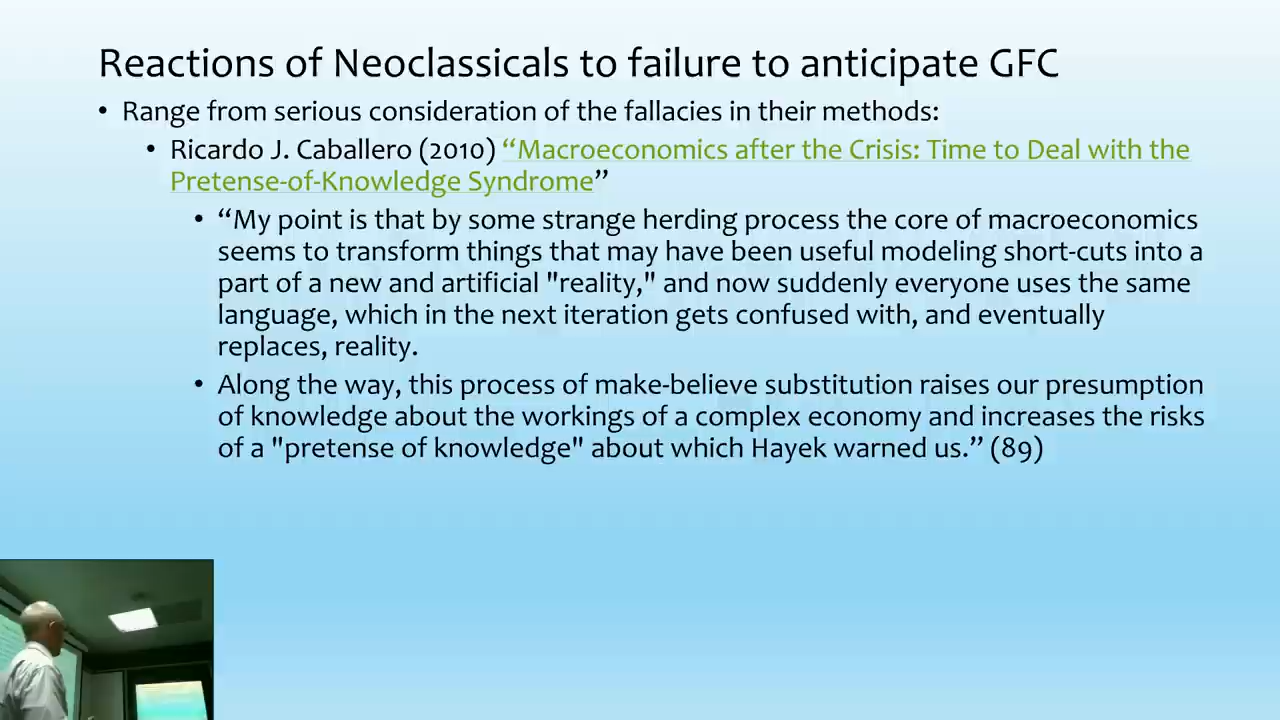 Reactions of Neoclassicals to failure to anticipate GFC
• Range from serious consideration of the fallacies in their methods:
• Ricardo J. Caballero (2010) “Macroeconomics after the Crisis: Time to Deal with the
Pretense-of-Knowledge Syndrome”
• “My point is that by some strange herding process the core of macroeconomics
seems to transform things that may have been useful modeling short-cuts into a
part of a new and artificial "reality," and now suddenly everyone uses the same
language, which in the next iteration gets confused with, and eventually
replaces, reality.
• Along the way, this process of make-believe substitution raises our presumption
of knowledge about the workings of a complex economy and increases the risks
of a "pretense of knowledge" about which Hayek warned us.” (89)